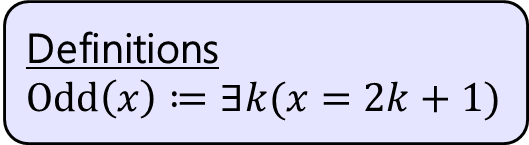 Definitions
Odd(x) ≔ ∃k(x = 2k + 1)